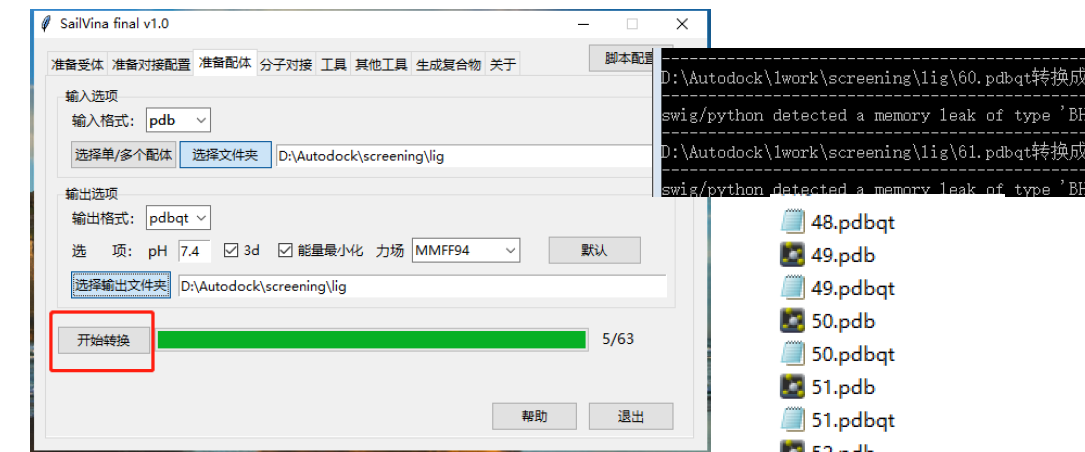 SailVina final v1.0
准备受体 准备对接配置 准备配体 分子对接 工具 其他工具 生成复合物 关于
脚本配置
输入选项
输入格式: pdb
选择单/多个配体 选择文件夹 D:\Autodock\screening\lig
输出选项
输出格式: pdbqt
选 项: pH 7.4 3d 能量最小化 力场 MMFF94 默认
选择输出文件夹 D:\Autodock\screening\lig
开始转换 5/63
帮助 退出
D:\Autodock\1work\screening\lig\60.pdbqt转换成
swig/python detected a memory leak of type 'BH
D:\Autodock\1work\screening\lig\61.pdbqt转换成
swig/python detected a memory leak of type 'BH
48.pdbqt
49.pdb
49.pdbqt
50.pdb
50.pdbqt
51.pdb
51.pdbqt